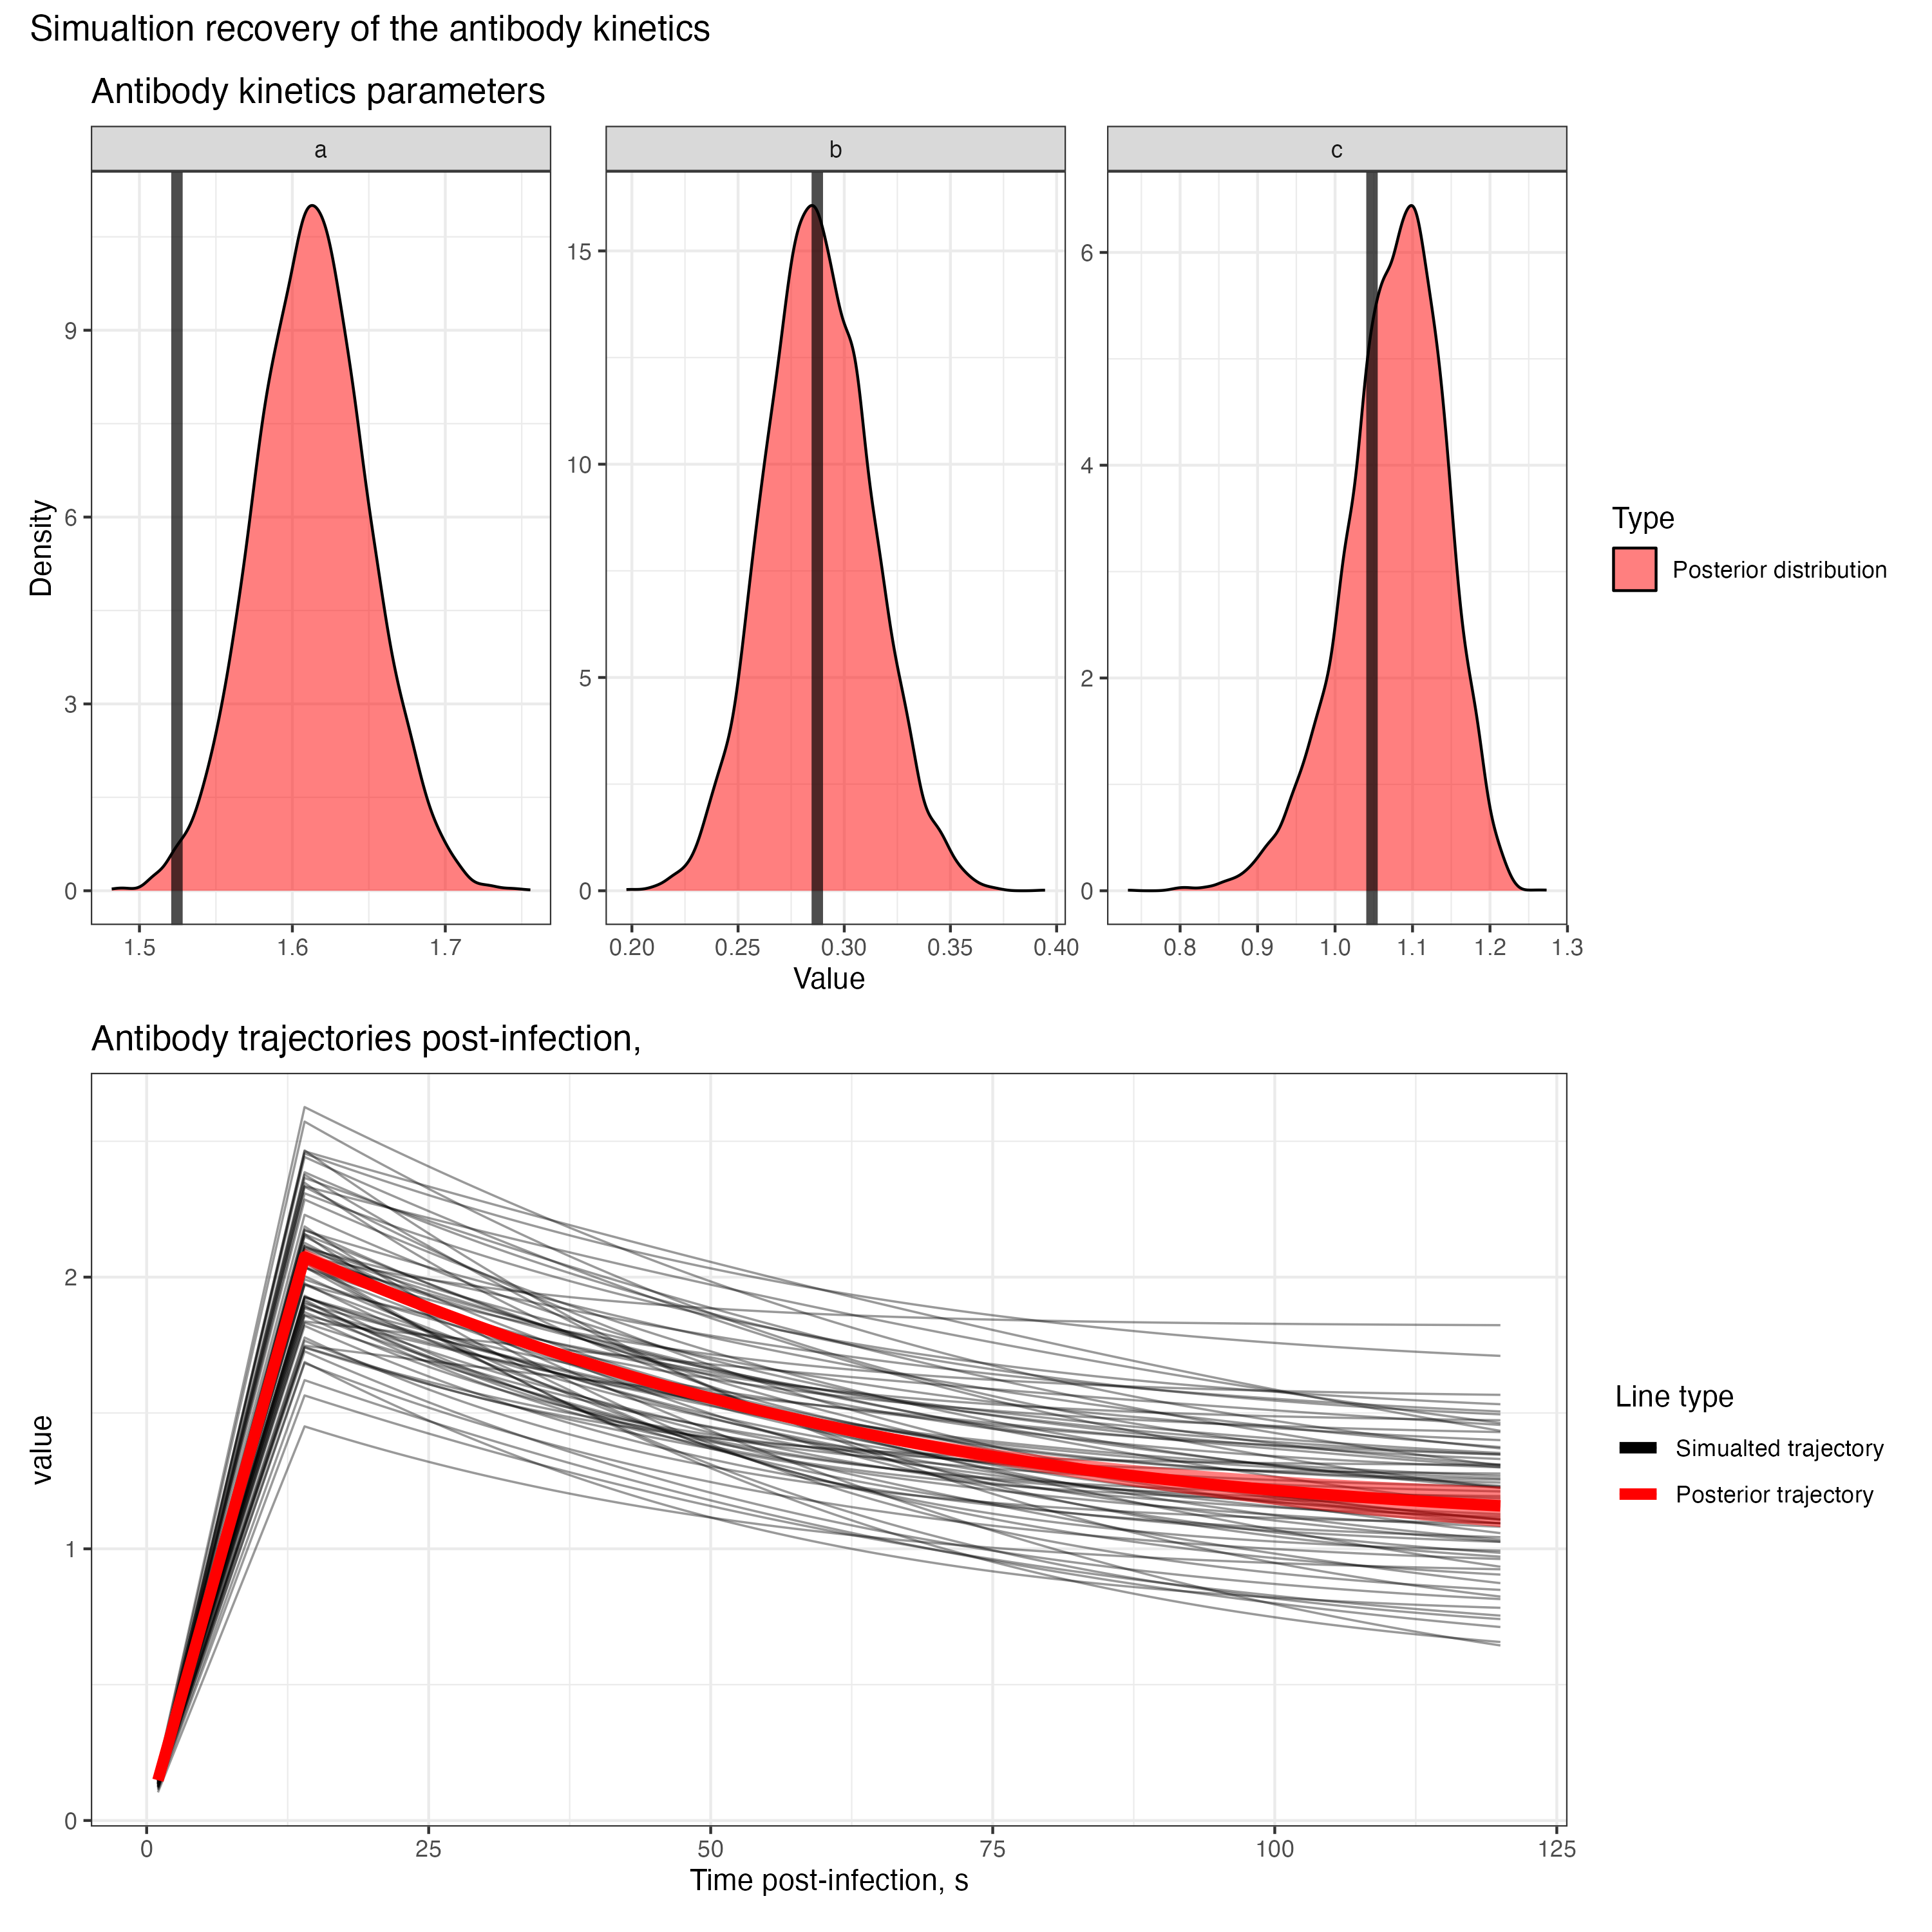 Simualtion recovery of the antibody kinetics
Antibody kinetics parameters
a
b
c
Density
0
3
6
9
0
5
10
15
0
2
4
6
1.5 1.6 1.7
0.20 0.25 0.30 0.35 0.40
0.8 0.9 1.0 1.1 1.2 1.3
Value
Type
Posterior distribution
Antibody trajectories post-infection,
value
0
1
2
0 25 50 75 100 125
Time post-infection, s
Line type
Simualted trajectory
Posterior trajectory